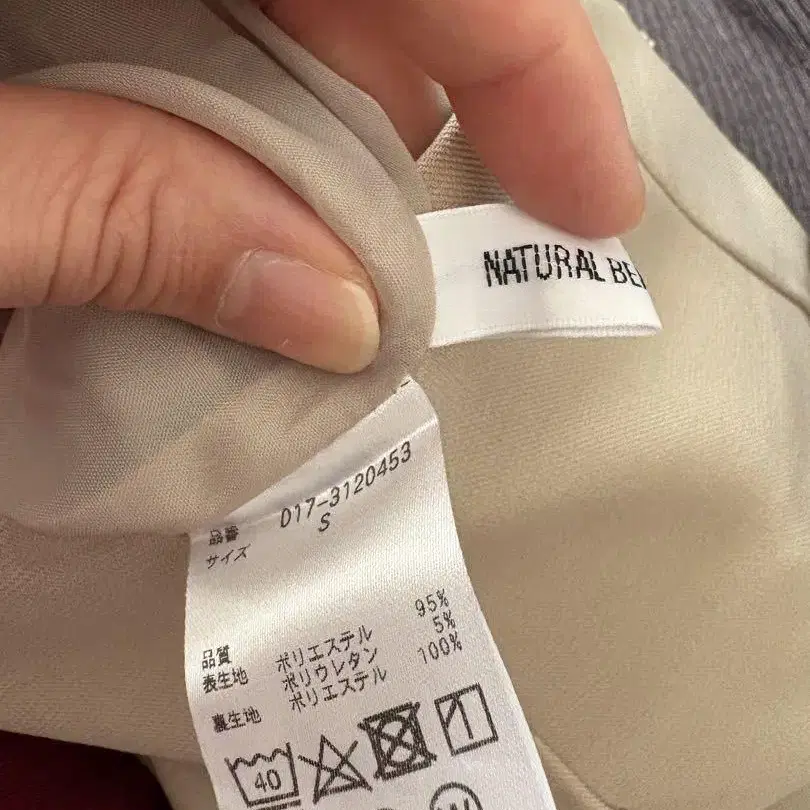 NATURAL BE
品番 017-3120453
サイズ S
品質
表生地 ポリエステル 95%
ポリウレタン 5%
裏生地 ポリエステル 100%
40
W